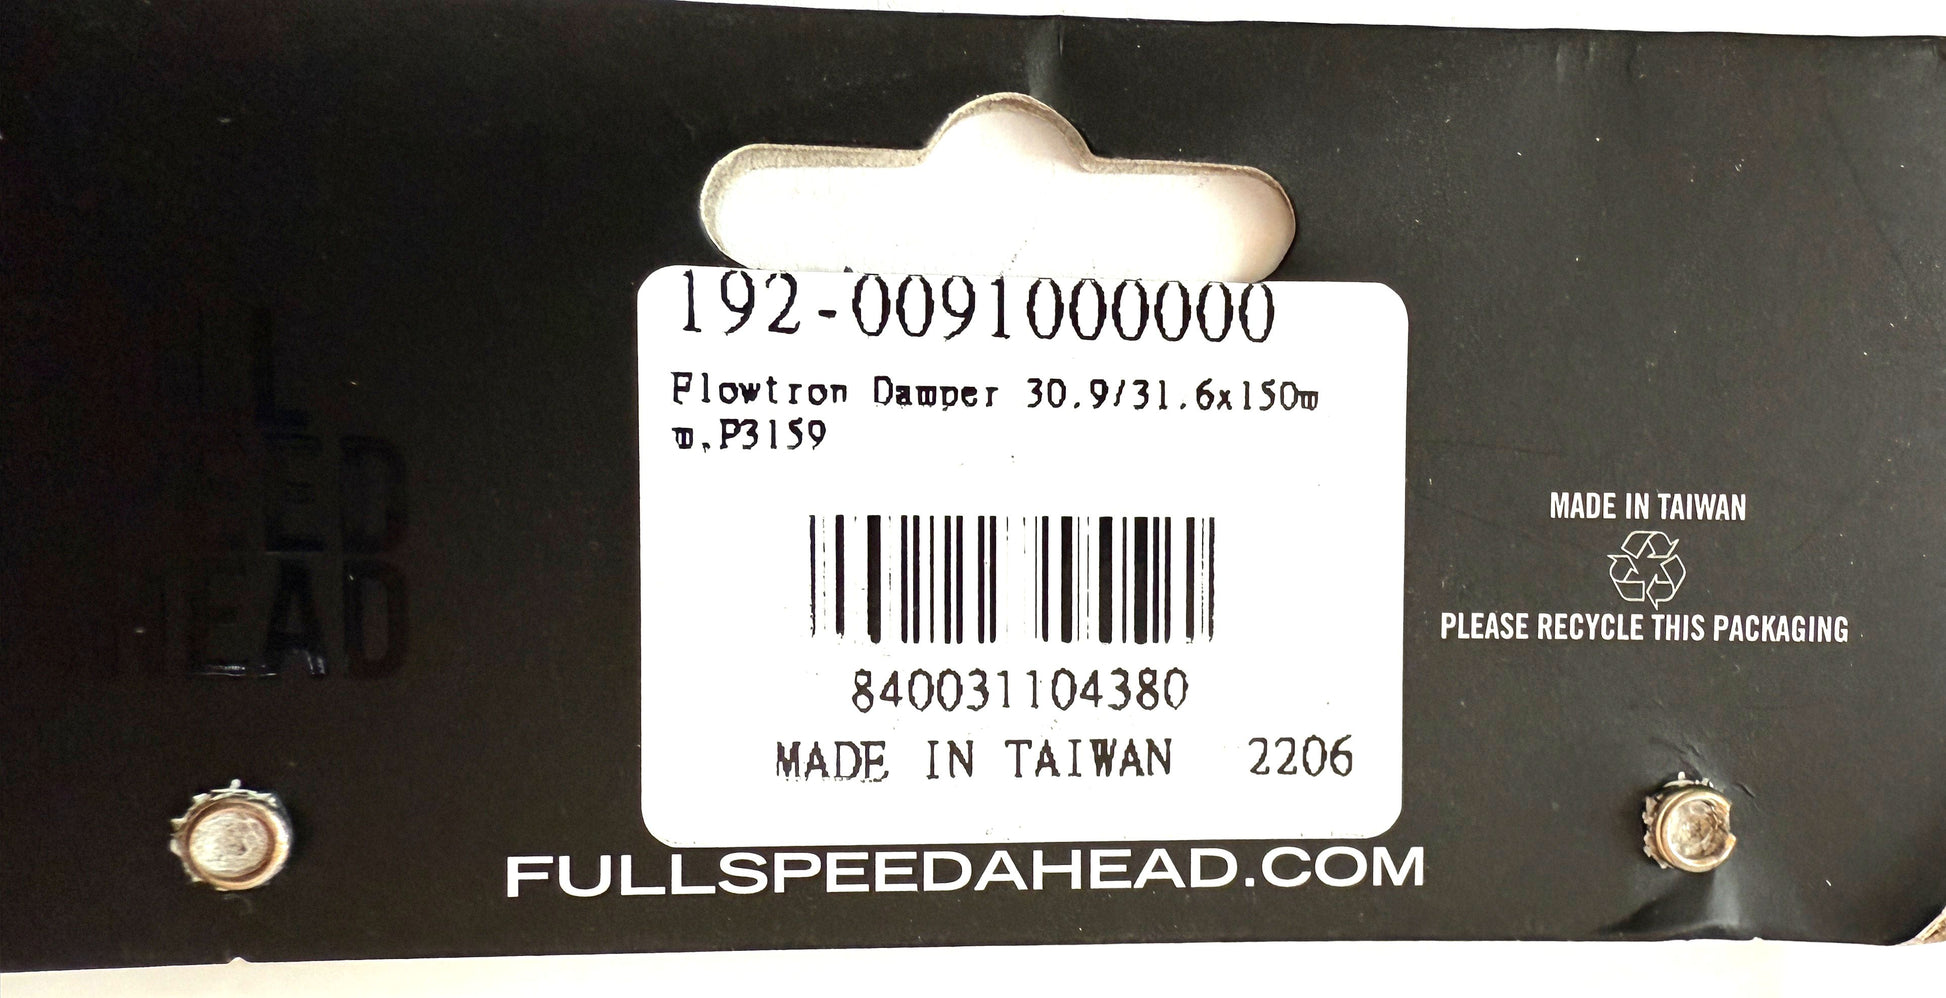 192-0091000000
Flowtron Damper 30.9/31.6x150m
m,P3159
840031104380
MADE IN TAIWAN 2206
FULLSPEEDAHEAD.COM
MADE IN TAIWAN
PLEASE RECYCLE THIS PACKAGING